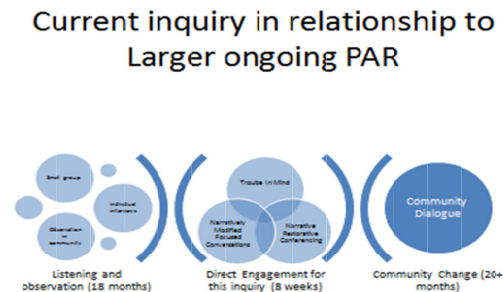 Current inquiry in relationship to
Larger ongoing PAR
Small group
Individual
interviews
Observation
in
community
Listening and
observation (18 months)
Trouble in Mind
Narratively
Modified
Focused
Conversations
Narrative
Restorative
Conferencing
Direct Engagement for
this inquiry (8 weeks)
Community
Dialogue
Community Change (20+
months)